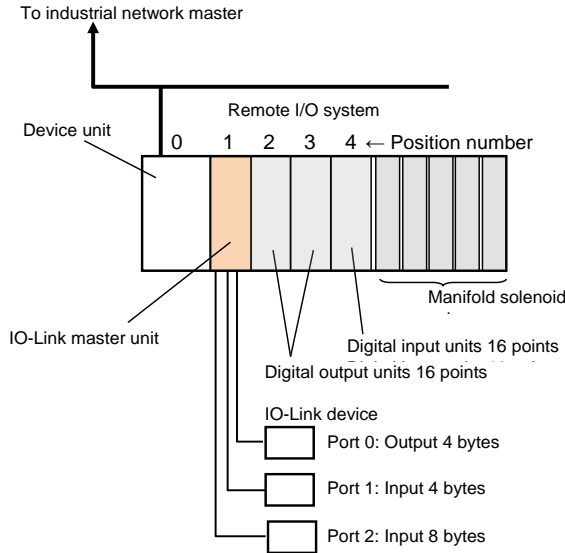 To industrial network master
Remote I/O system
Device unit
0 1 2 3 4 ← Position number
Manifold solenoid
IO-Link master unit
Digital input units 16 points
Digital output units 16 points
IO-Link device
Port 0: Output 4 bytes
Port 1: Input 4 bytes
Port 2: Input 8 bytes